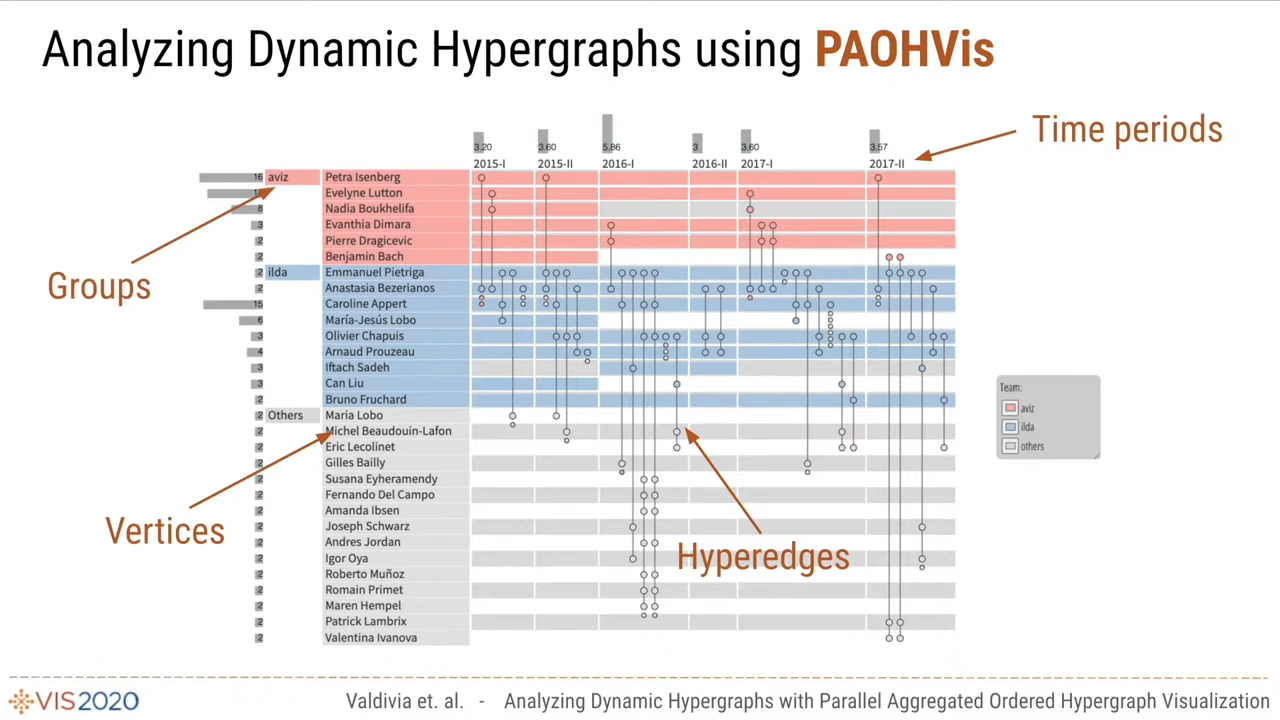 Analyzing Dynamic Hypergraphs using PAOHVis
Time periods
3.20 3.60 5.86 3 3.60 3.57
2015-I 2015-II 2016-I 2016-II 2017-I 2017-II
16 aviz Petra Isenberg
Evelyne Lutton
8 Nadia Boukhelifa
3 Evanthia Dimara
2 Pierre Dragicevic
2 Benjamin Bach
2 ilda Emmanuel Pietriga
2 Anastasia Bezerianos
15 Caroline Appert
6 María-Jesús Lobo
3 Olivier Chapuis
4 Arnaud Prouzeau
3 Iftach Sadeh
3 Can Liu
2 Bruno Fruchard
2 Others Maria Lobo
2 Michel Beaudouin-Lafon
2 Eric Lecolinet
2 Gilles Bailly
2 Susana Eyheramendy
2 Fernando Del Campo
2 Amanda Ibsen
2 Joseph Schwarz
2 Andres Jordan
2 Igor Oya
2 Roberto Muñoz
2 Romain Primet
2 Maren Hempel
2 Patrick Lambrix
2 Valentina Ivanova
Groups
Vertices
Hyperedges
Team:
aviz
ilda
others
VIS2020
Valdivia et. al. - Analyzing Dynamic Hypergraphs with Parallel Aggregated Ordered Hypergraph Visualization